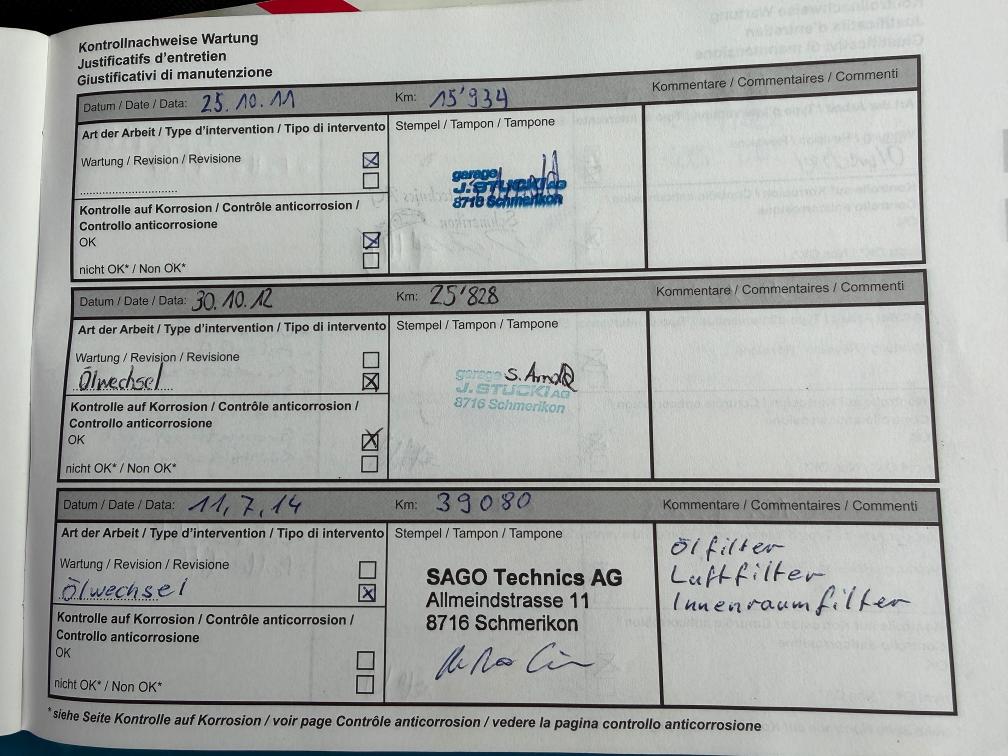 Kontrollnachweise Wartung
Justificatifs d'entretien
Giustificativi di manutenzione
Datum / Date / Data: 25.10.11 Km: 15'934 Kommentare / Commentaires / Commenti
Art der Arbeit / Type d'intervention / Tipo di intervento Stempel / Tampon / Tampone
Wartung / Revision / Revisione
garage
J. STUCKI AG
8716 Schmerikon
Kontrolle auf Korrosion / Contrôle anticorrosion /
Controllo anticorrosione
OK
nicht OK* / Non OK*
Datum / Date / Data: 30.10.12 Km: 25'828 Kommentare / Commentaires / Commenti
Art der Arbeit / Type d'intervention / Tipo di intervento Stempel / Tampon / Tampone
Wartung / Revision / Revisione
Ölwechsel
garage S. Arnold
J. STUCKI AG
8716 Schmerikon
Kontrolle auf Korrosion / Contrôle anticorrosion /
Controllo anticorrosione
OK
nicht OK* / Non OK*
Datum / Date / Data: 11,7,14 Km: 39080 Kommentare / Commentaires / Commenti
Art der Arbeit / Type d'intervention / Tipo di intervento Stempel / Tampon / Tampone
Wartung / Revision / Revisione
Ölwechsel
SAGO Technics AG
Allmeindstrasse 11
8716 Schmerikon
Ölfilter
Luftfilter
Innenraumfilter
Kontrolle auf Korrosion / Contrôle anticorrosion /
Controllo anticorrosione
OK
nicht OK* / Non OK*
*siehe Seite Kontrolle auf Korrosion / voir page Contrôle anticorrosion / vedere la pagina controllo anticorrosione